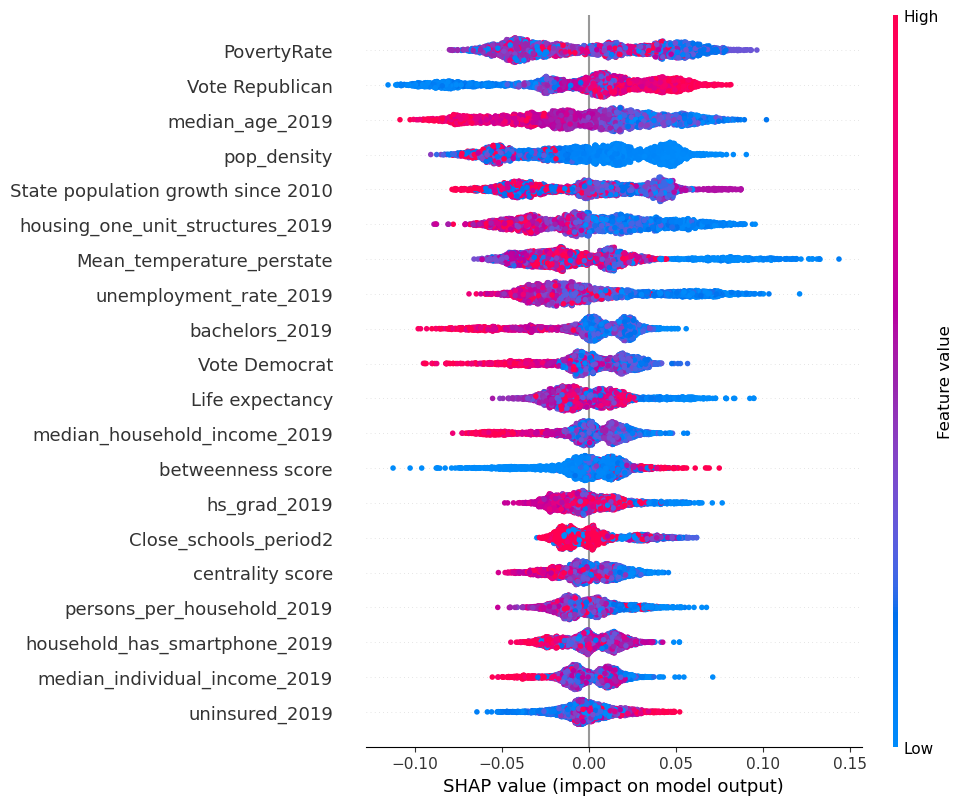 High
PovertyRate
Vote Republican
median_age_2019
pop_density
State population growth since 2010
housing_one_unit_structures_2019
Mean_temperature_perstate
unemployment_rate_2019
bachelors_2019
Vote Democrat
Life expectancy
median_household_income_2019
betweenness score
hs_grad_2019
Close_schools_period2
centrality score
persons_per_household_2019
household_has_smartphone_2019
median_individual_income_2019
uninsured_2019
Feature value
Low
−0.10 −0.05 0.00 0.05 0.10 0.15
SHAP value (impact on model output)